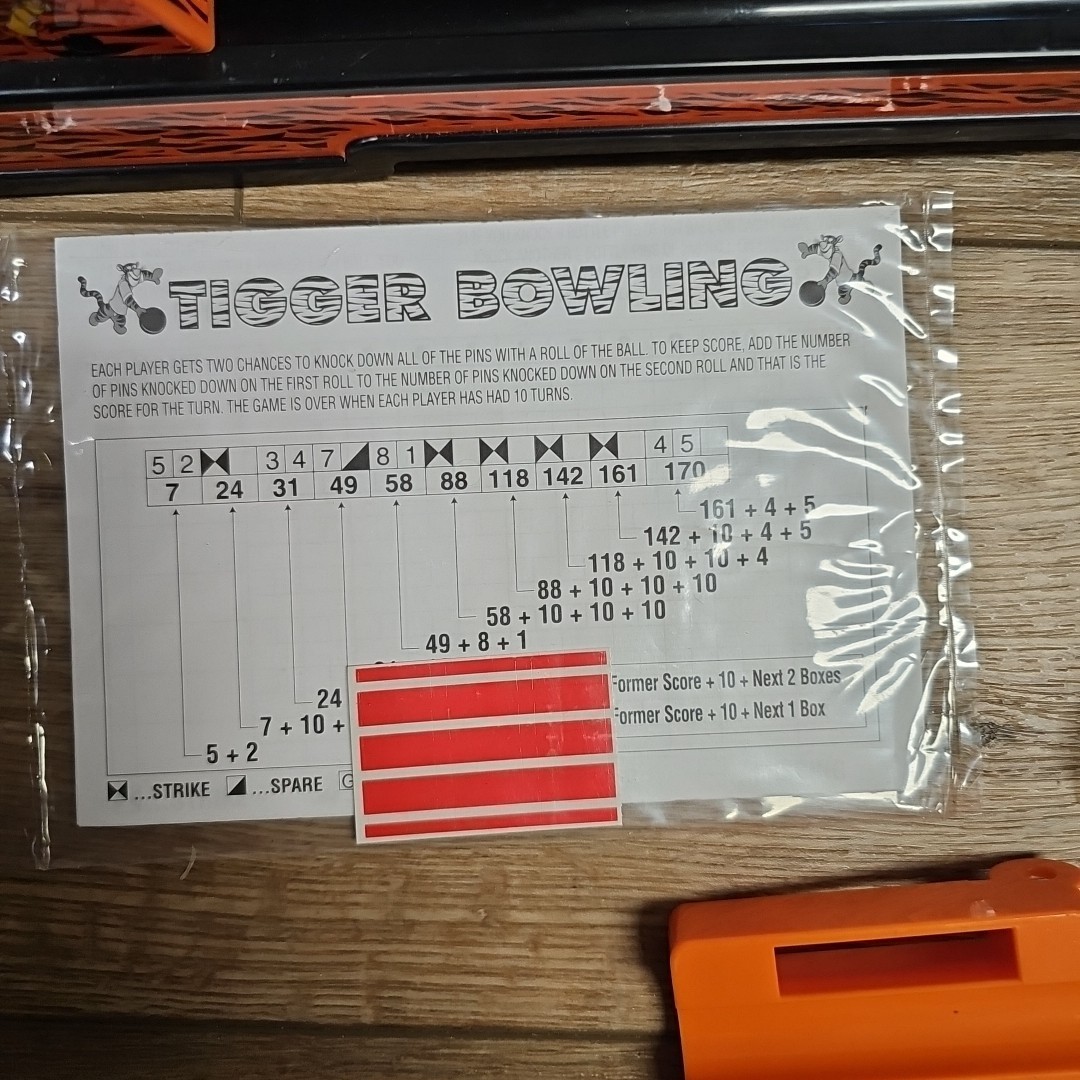 TIGGER BOWLING
EACH PLAYER GETS TWO CHANCES TO KNOCK DOWN ALL OF THE PINS WITH A ROLL OF THE BALL. TO KEEP SCORE, ADD THE NUMBER
OF PINS KNOCKED DOWN ON THE FIRST ROLL TO THE NUMBER OF PINS KNOCKED DOWN ON THE SECOND ROLL AND THAT IS THE
SCORE FOR THE TURN. THE GAME IS OVER WHEN EACH PLAYER HAS HAD 10 TURNS.
5 2 3 4 7 8 1 4 5
7 24 31 49 58 88 118 142 161 170
161 + 4 + 5
142 + 10 + 4 + 5
118 + 10 + 10 + 4
88 + 10 + 10 + 10
58 + 10 + 10 + 10
49 + 8 + 1
24
Former Score + 10 + Next 2 Boxes
7 + 10 +
Former Score + 10 + Next 1 Box
5 + 2
...STRIKE ...SPARE G